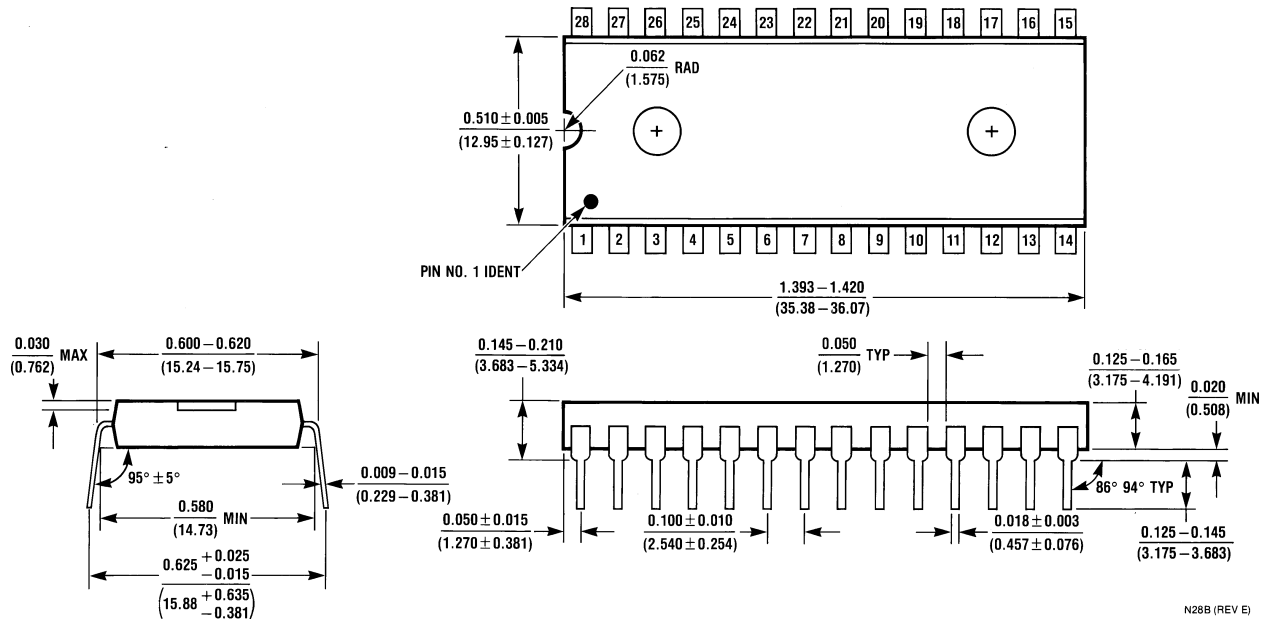 28 27 26 25 24 23 22 21 20 19 18 17 16 15
0.062
(1.575)
RAD
0.510 ± 0.005
(12.95 ± 0.127)
1 2 3 4 5 6 7 8 9 10 11 12 13 14
PIN NO. 1 IDENT
1.393 – 1.420
(35.38 – 36.07)
0.030
(0.762)
MAX
0.600 – 0.620
(15.24 – 15.75)
95° ± 5°
0.009 – 0.015
(0.229 – 0.381)
0.580
(14.73)
MIN
0.625 +0.025
–0.015
(15.88 +0.635
–0.381)
0.145 – 0.210
(3.683 – 5.334)
0.050
(1.270)
TYP
0.125 – 0.165
(3.175 – 4.191)
0.020
(0.508)
MIN
86° 94° TYP
0.050 ± 0.015
(1.270 ± 0.381)
0.100 ± 0.010
(2.540 ± 0.254)
0.018 ± 0.003
(0.457 ± 0.076)
0.125 – 0.145
(3.175 – 3.683)
N28B (REV E)